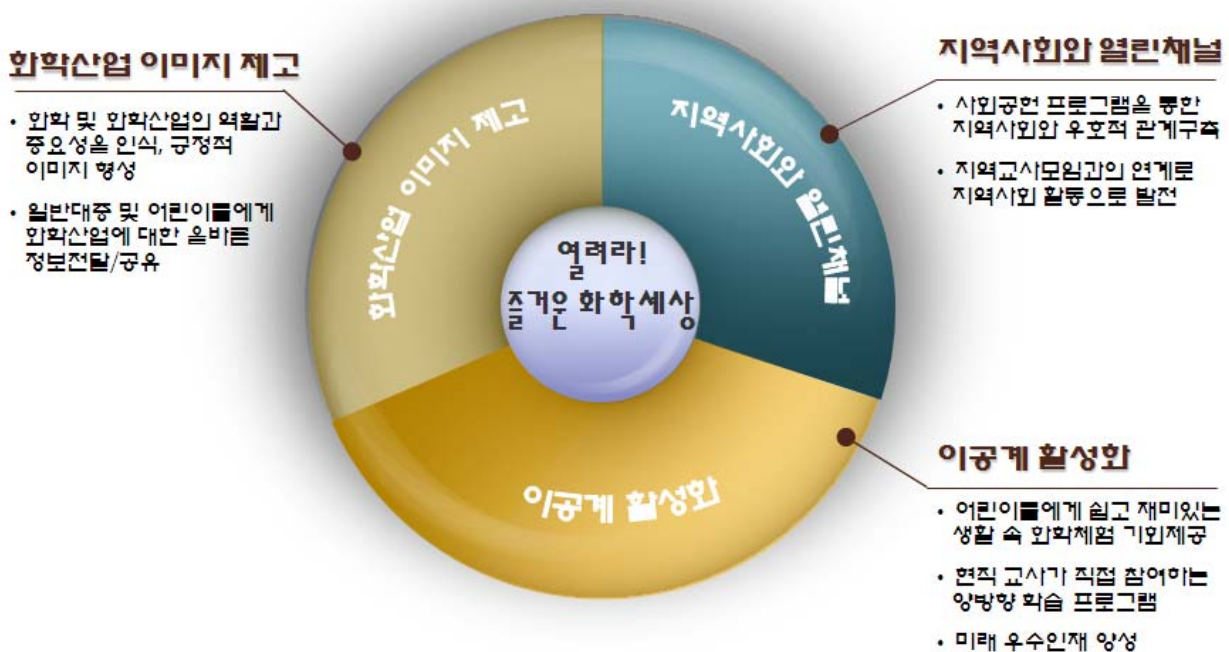 화학산업 이미지 제고
• 화학 및 화학산업의 역할과
중요성을 인식, 긍정적
이미지 형성
• 일반대중 및 어린이들에게
화학산업에 대한 올바른
정보전달/공유
화학산업 이미지 제고
지역사회와 열린채널
열려라!
즐거운 화학세상
이공계 활성화
지역사회와 열린채널
• 사회공헌 프로그램을 통한
지역사회와 우호적 관계구축
• 지역교사모임과의 연계로
지역사회 활동으로 발전
이공계 활성화
• 어린이들에게 쉽고 재미있는
생활 속 화학체험 기회제공
• 현직 교사가 직접 참여하는
양방향 학습 프로그램
• 미래 우수인재 양성